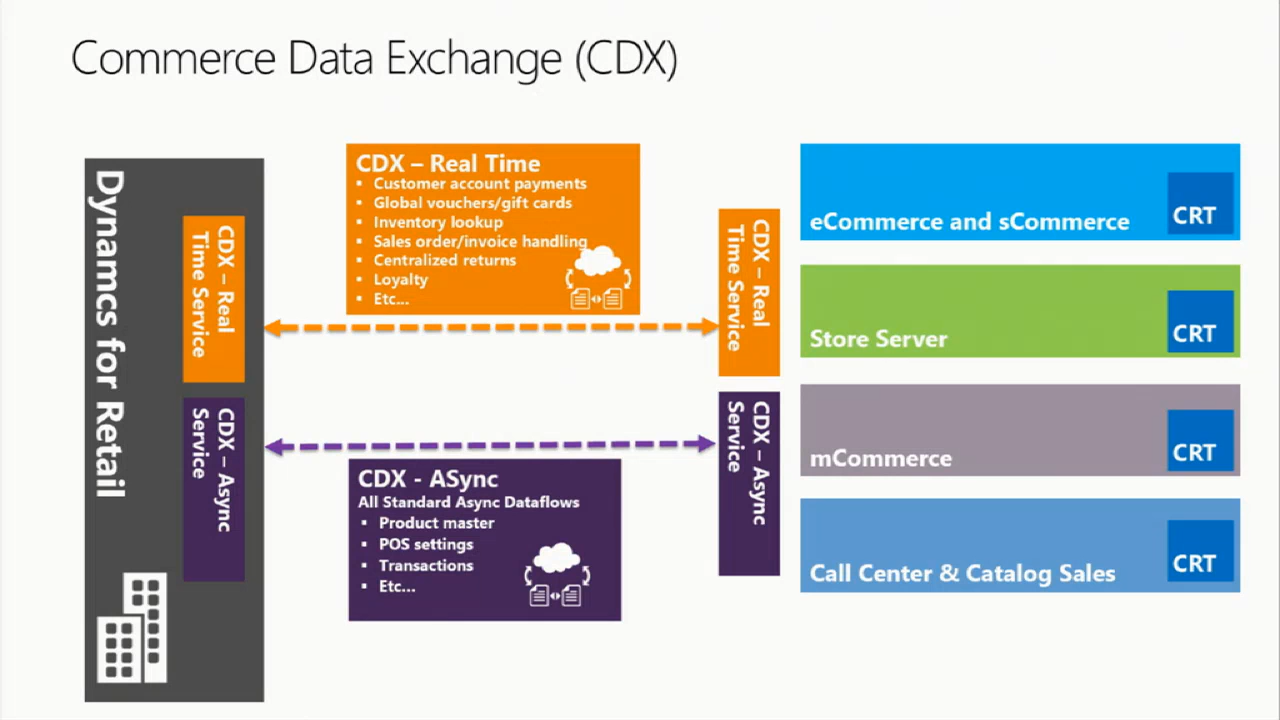 Commerce Data Exchange (CDX)
Dynamcs for Retail
CDX – Real
Time Service
CDX – Async
Service
CDX – Real Time
▪ Customer account payments
▪ Global vouchers/gift cards
▪ Inventory lookup
▪ Sales order/invoice handling
▪ Centralized returns
▪ Loyalty
▪ Etc...
CDX - ASync
All Standard Async Dataflows
▪ Product master
▪ POS settings
▪ Transactions
▪ Etc...
CDX – Real
Time Service
CDX – Async
Service
eCommerce and sCommerce
CRT
Store Server
CRT
mCommerce
CRT
Call Center & Catalog Sales
CRT